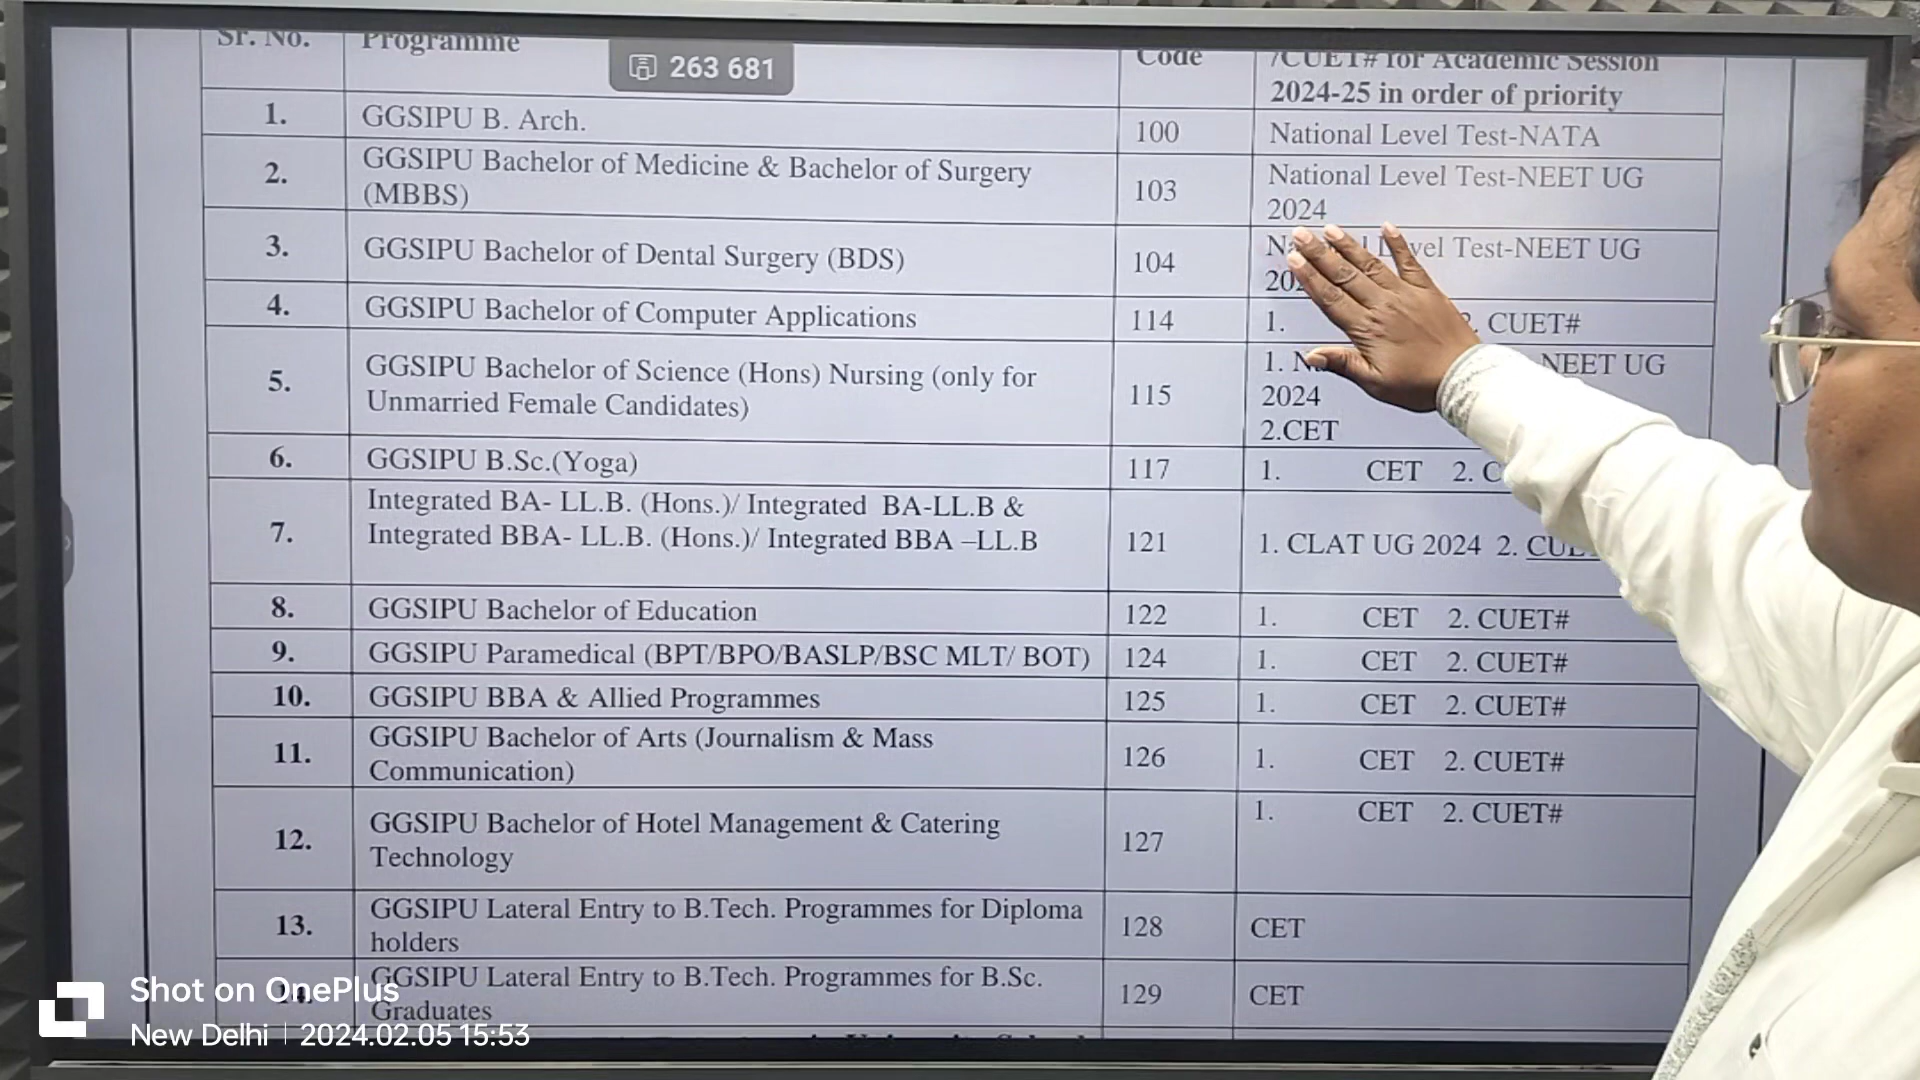 Sr. No. Programme Code /CUET# for Academic Session
2024-25 in order of priority
263 681
1. GGSIPU B. Arch. 100 National Level Test-NATA
2. GGSIPU Bachelor of Medicine & Bachelor of Surgery
(MBBS) 103 National Level Test-NEET UG
2024
3. GGSIPU Bachelor of Dental Surgery (BDS) 104 Level Test-NEET UG
4. GGSIPU Bachelor of Computer Applications 114 1. CUET#
5. GGSIPU Bachelor of Science (Hons) Nursing (only for
Unmarried Female Candidates) 115 1. NEET UG
2024
2.CET
6. GGSIPU B.Sc.(Yoga) 117 1. CET 2.
7. Integrated BA- LL.B. (Hons.)/ Integrated BA-LL.B &
Integrated BBA- LL.B. (Hons.)/ Integrated BBA –LL.B 121 1. CLAT UG 2024 2.
8. GGSIPU Bachelor of Education 122 1. CET 2. CUET#
9. GGSIPU Paramedical (BPT/BPO/BASLP/BSC MLT/ BOT) 124 1. CET 2. CUET#
10. GGSIPU BBA & Allied Programmes 125 1. CET 2. CUET#
11. GGSIPU Bachelor of Arts (Journalism & Mass
Communication) 126 1. CET 2. CUET#
12. GGSIPU Bachelor of Hotel Management & Catering
Technology 127 1. CET 2. CUET#
13. GGSIPU Lateral Entry to B.Tech. Programmes for Diploma
holders 128 CET
GGSIPU Lateral Entry to B.Tech. Programmes for B.Sc.
Graduates 129 CET
Shot on OnePlus
New Delhi | 2024.02.05 15:53